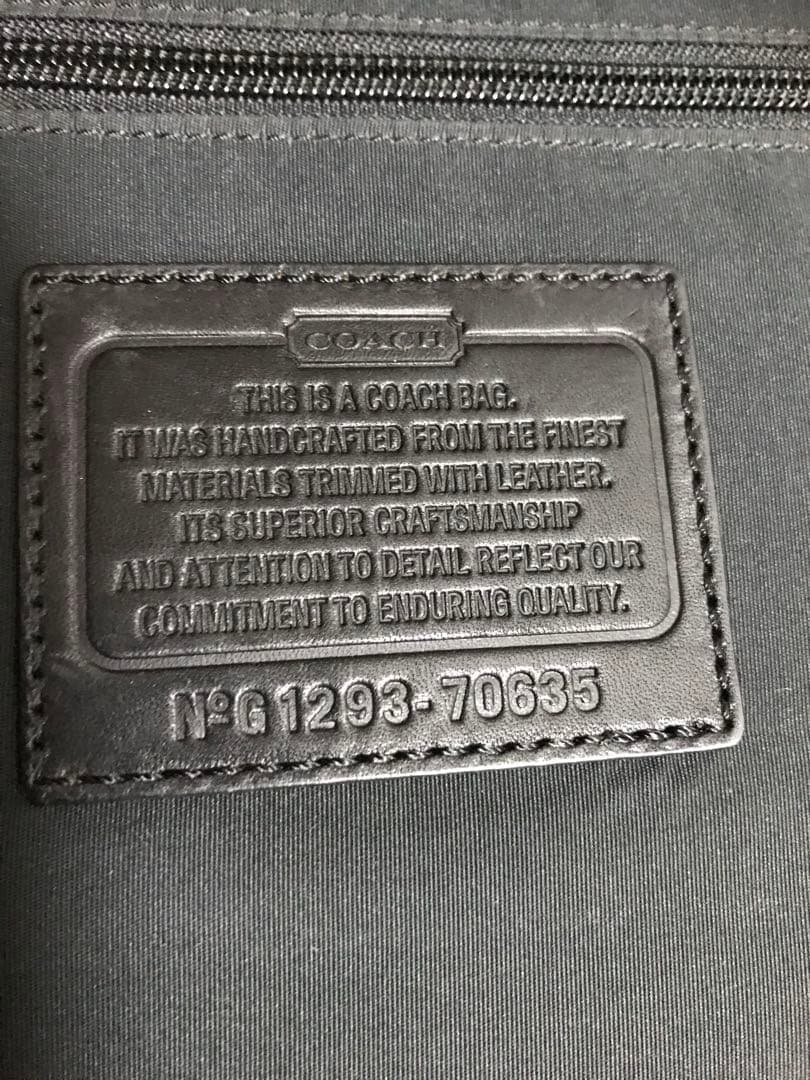 COACH
THIS IS A COACH BAG.
IT WAS HANDCRAFTED FROM THE FINEST
MATERIALS TRIMMED WITH LEATHER.
ITS SUPERIOR CRAFTSMANSHIP
AND ATTENTION TO DETAIL REFLECT OUR
COMMITMENT TO ENDURING QUALITY.
NºG1293-70635